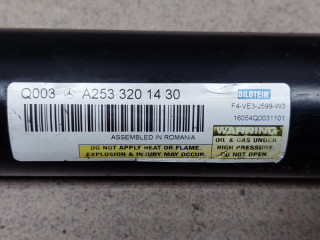 Q003 A253 320 14 30
BILSTEIN
F4-VE3-J599-W3
16054Q0031101
ASSEMBLED IN ROMANIA
WARNING:
DO NOT APPLY HEAT OR FLAME.
EXPLOSION & INJURY MAY OCCUR.
OIL & GAS UNDER
HIGH PRESSURE.
DO NOT OPEN